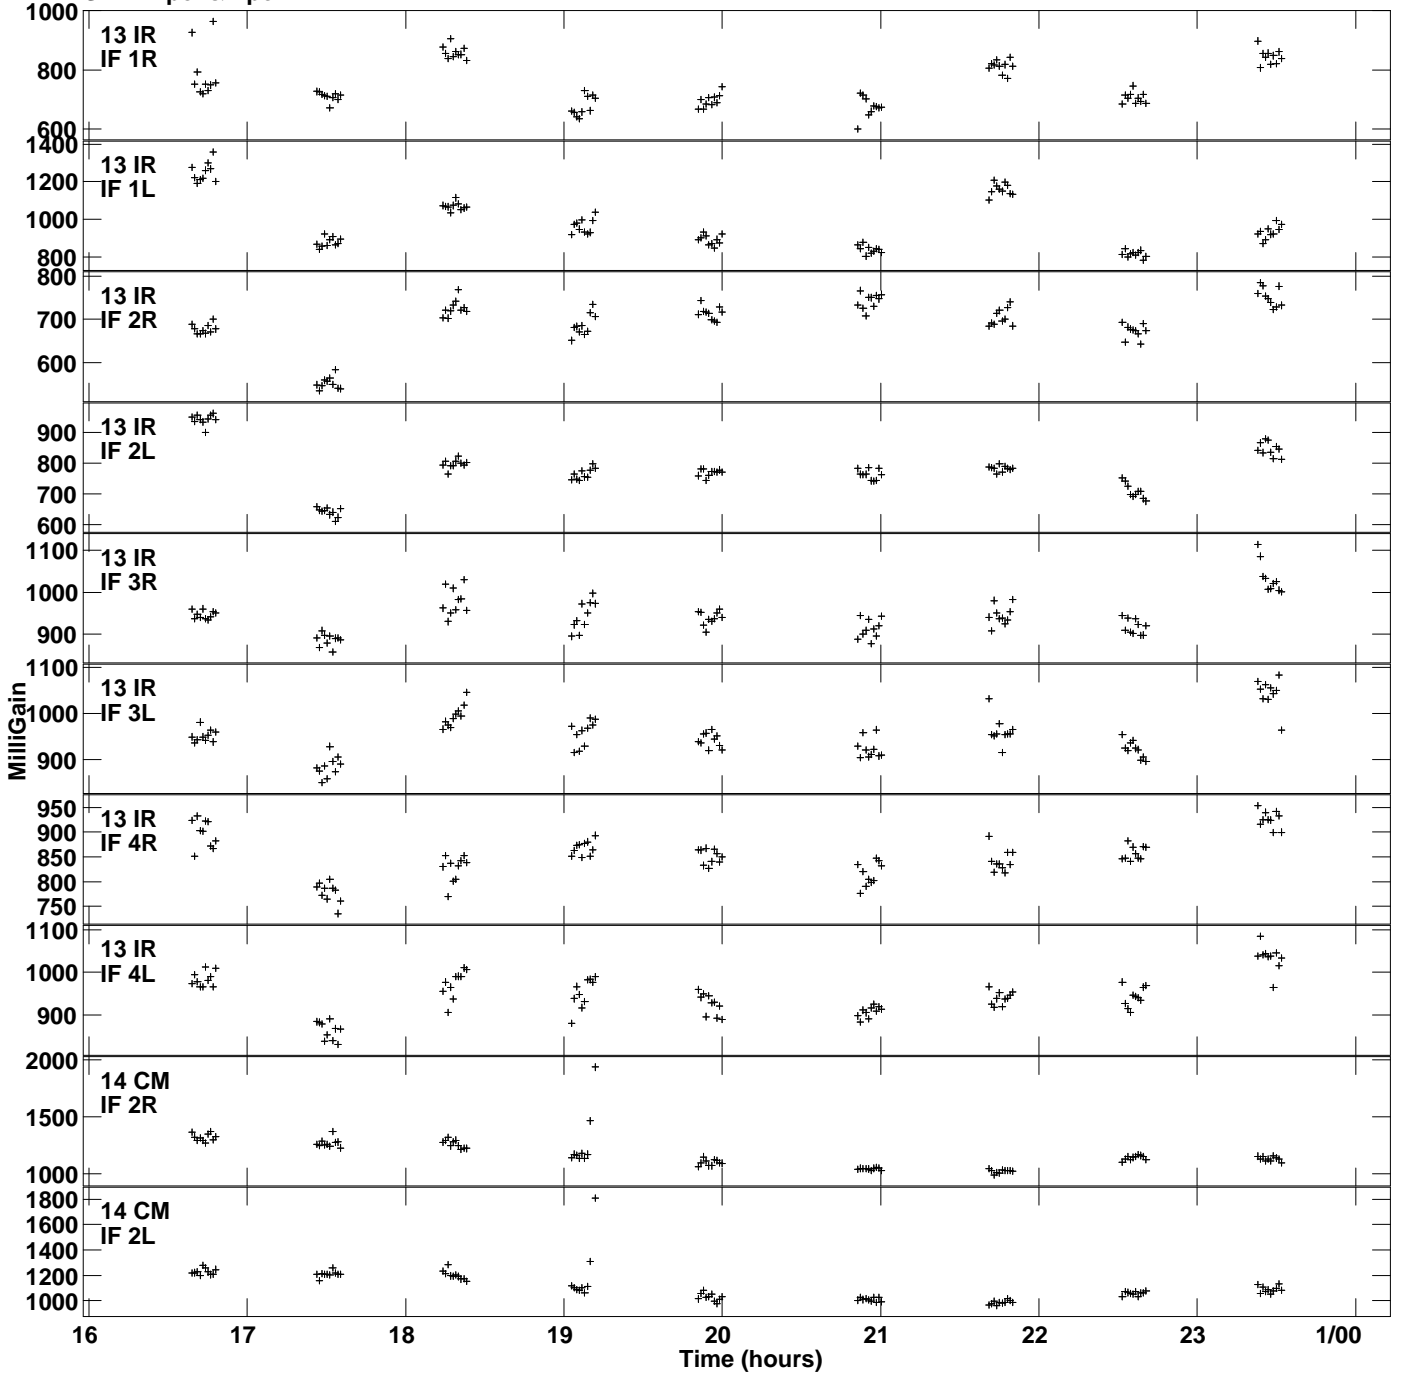 1000
800
600
13 IR
IF 1R
1400
1200
1000
800
13 IR
IF 1L
800
700
600
13 IR
IF 2R
900
800
700
600
13 IR
IF 2L
1100
1000
900
13 IR
IF 3R
1100
1000
900
13 IR
IF 3L
MilliGain
950
900
850
800
750
13 IR
IF 4R
1100
1000
900
13 IR
IF 4L
2000
1500
1000
14 CM
IF 2R
1800
1600
1400
1200
1000
14 CM
IF 2L
16 17 18 19 20 21 22 23 1/00
Time (hours)